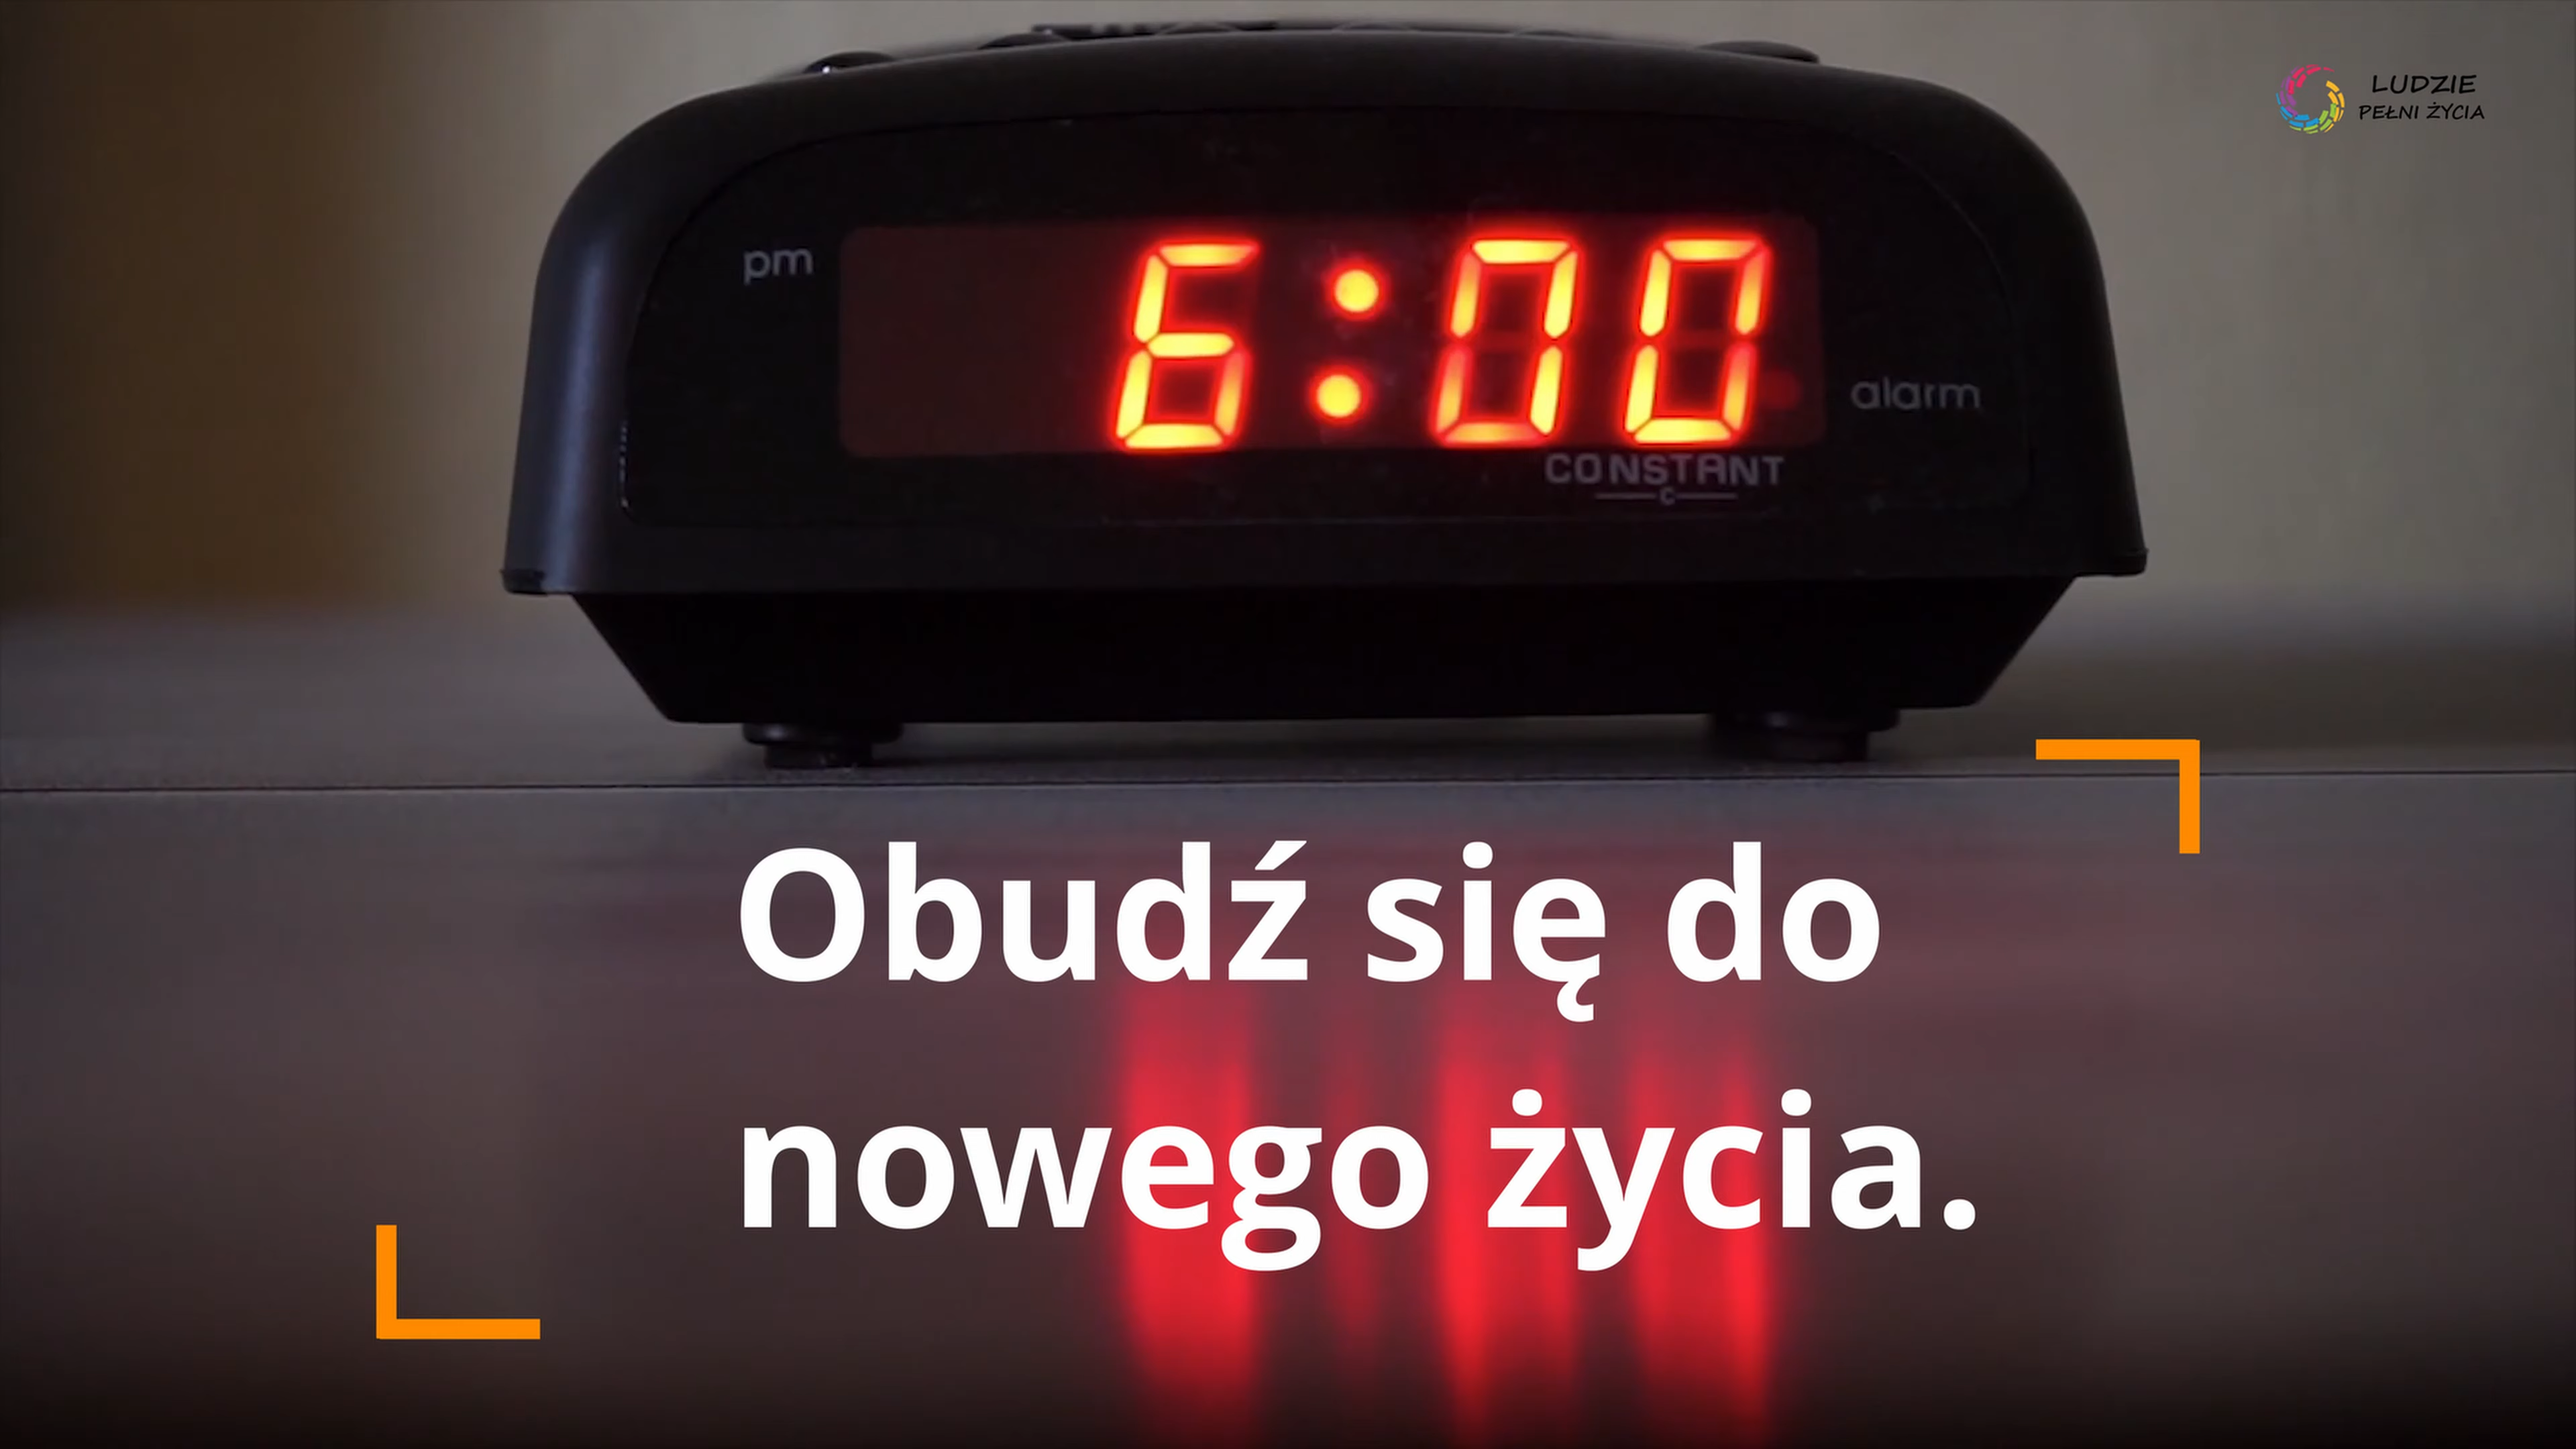 LUDZIE
PEŁNI ŻYCIA
pm
6:00
alarm
CONSTANT
C
Obudź się do
nowego życia.